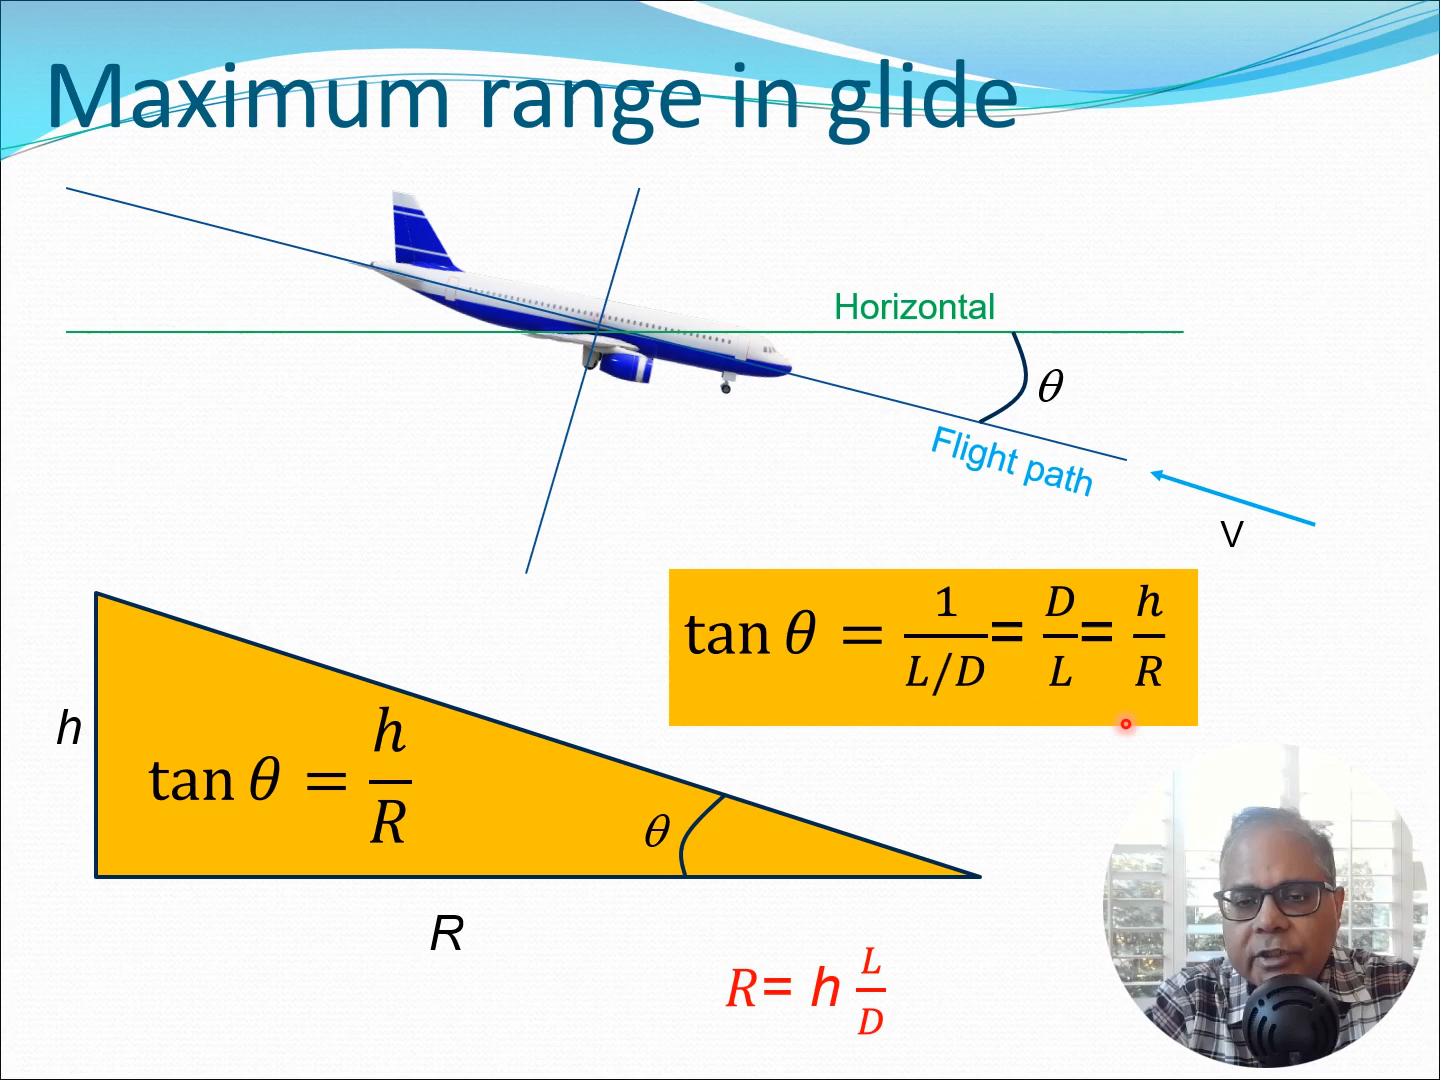 Maximum range in glide
Horizontal
θ
Flight path
V
tan θ = 1/(L/D) = D/L = h/R
h
tan θ = h/R
θ
R
R = h L/D